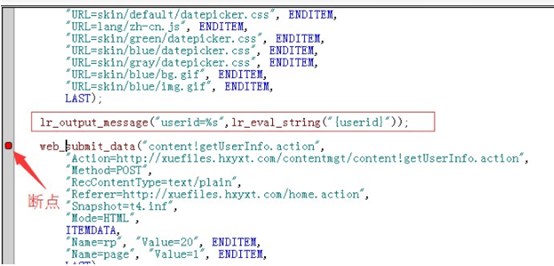 "URL=skin/default/datepicker.css", ENDITEM,
"URL=lang/zh-cn.js", ENDITEM,
"URL=skin/green/datepicker.css", ENDITEM,
"URL=skin/blue/datepicker.css", ENDITEM,
"URL=skin/gray/datepicker.css", ENDITEM,
"URL=skin/blue/bg.gif", ENDITEM,
"URL=skin/blue/img.gif", ENDITEM,
LAST);
lr_output_message("userid=%s",lr_eval_string("{userid}"));
web_submit_data("content!getUserInfo.action",
"Action=http://xuefiles.hxyxt.com/contentmgt/content!getUserInfo.action",
"Method=POST",
"RecContentType=text/plain",
"Referer=http://xuefiles.hxyxt.com/home.action",
"Snapshot=t4.inf",
"Mode=HTML",
ITEMDATA,
"Name=rp", "Value=20", ENDITEM,
"Name=page", "Value=1", ENDITEM,
LAST);
断点